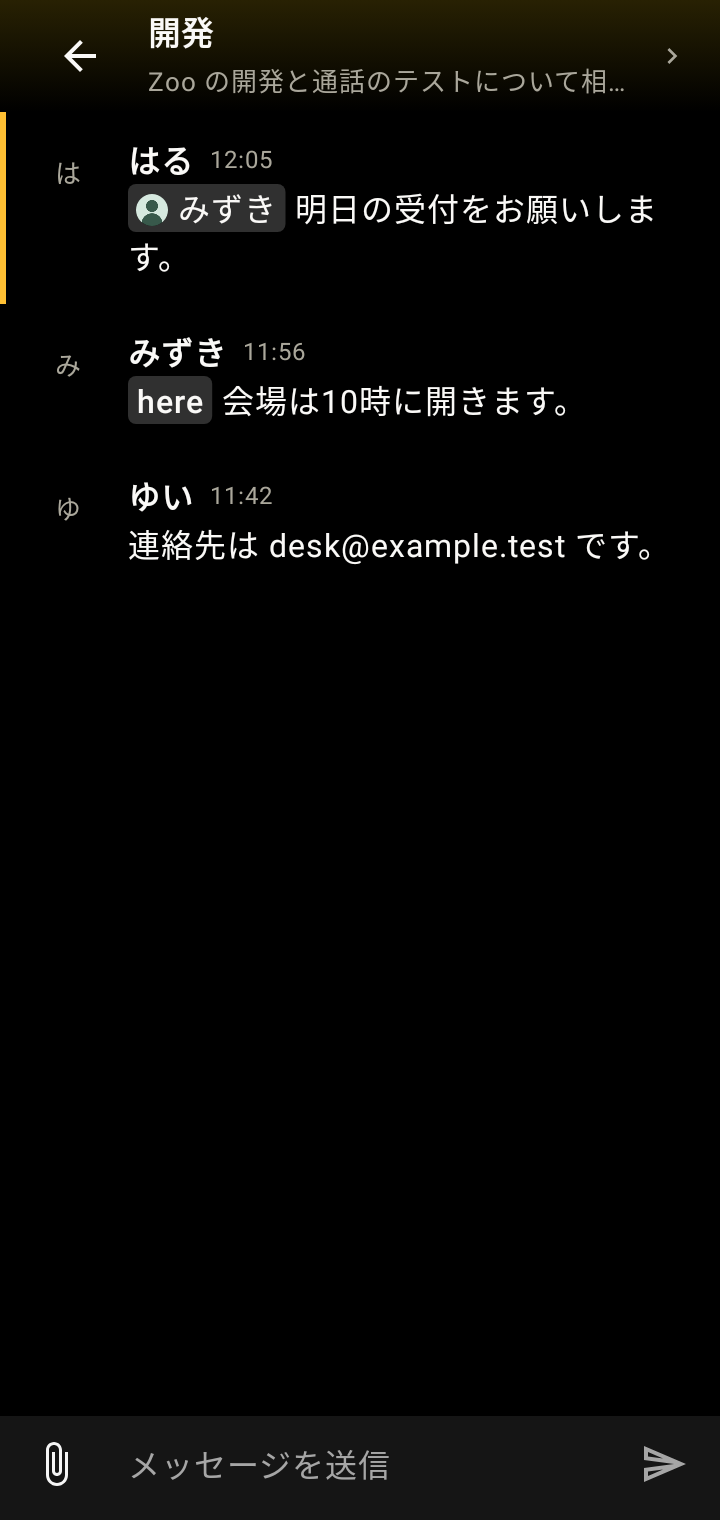 開発
Zoo の開発と通話のテストについて相…
は
はる 12:05
みずき 明日の受付をお願いしま
す。
み
みずき 11:56
here 会場は10時に開きます。
ゆ
ゆい 11:42
連絡先は desk@example.test です。
メッセージを送信